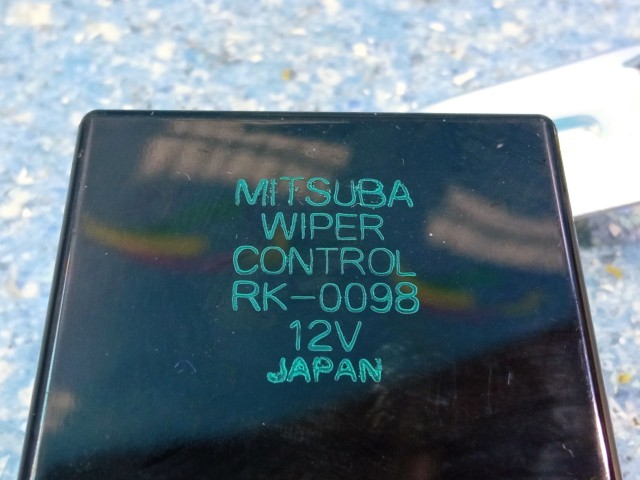 MITSUBA
WIPER
CONTROL
RK-0098
12V
JAPAN